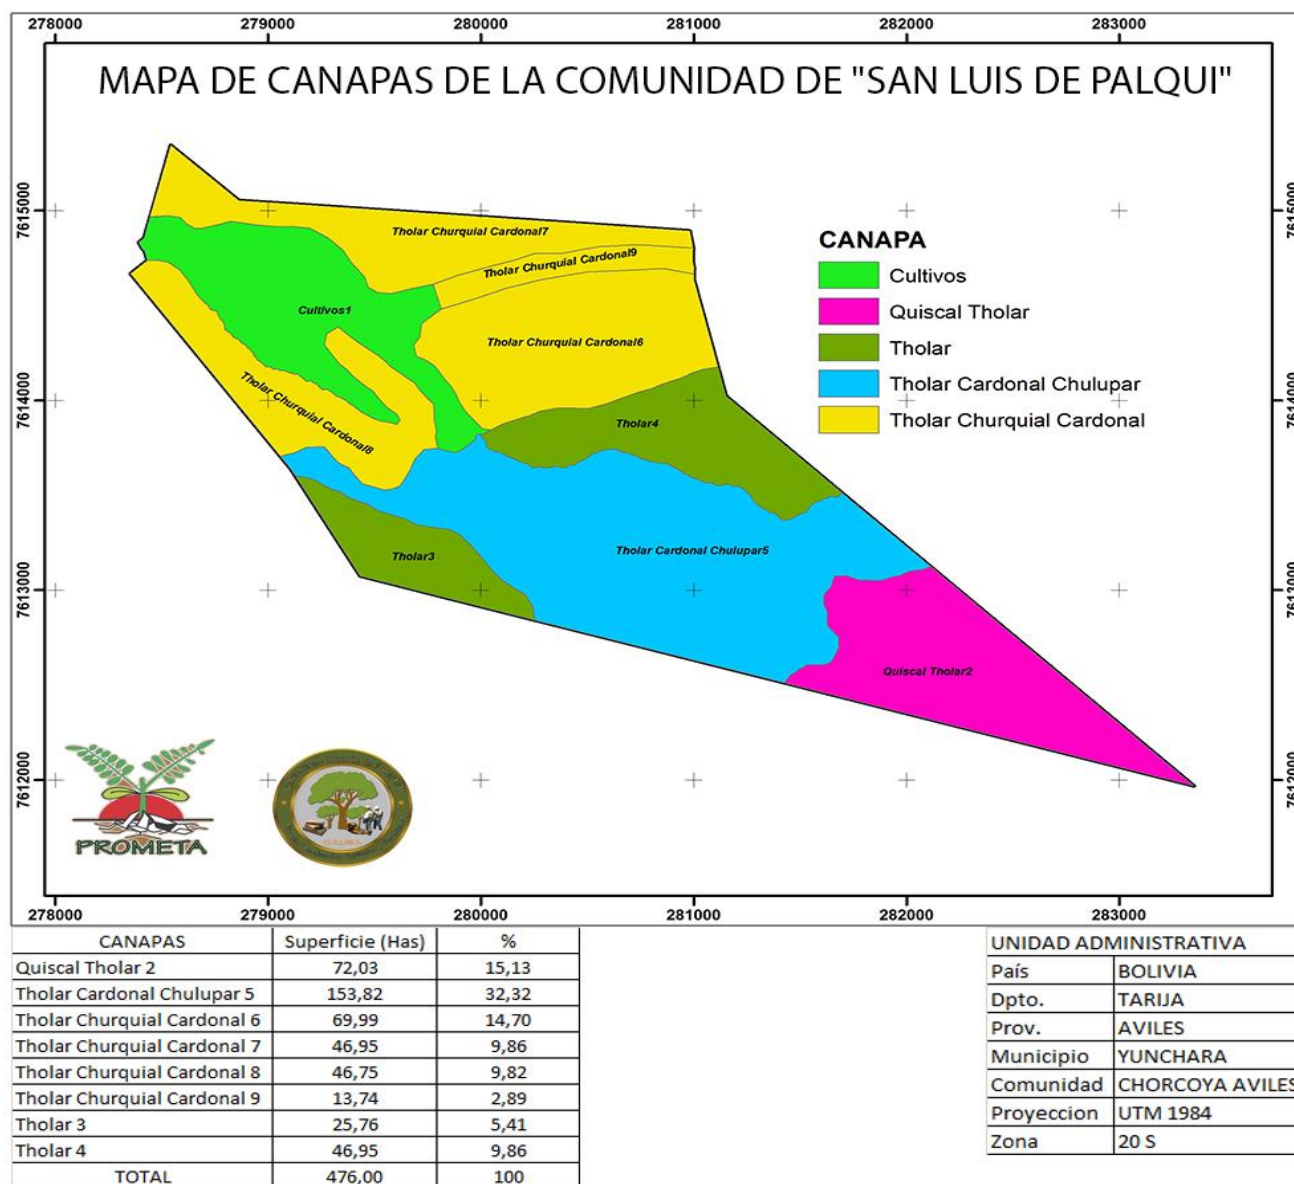 278000 279000 280000 281000 282000 283000
MAPA DE CANAPAS DE LA COMUNIDAD DE "SAN LUIS DE PALQUI"
7615000 7615000
Tholar Churquial Cardonal7
Tholar Churquial Cardonal9
Cultivos1
Tholar Churquial Cardonal6
CANAPA
Cultivos
Quiscal Tholar
Tholar
Tholar Cardonal Chulupar
Tholar Churquial Cardonal
7614000 7614000
Tholar Churquial Cardonal8
Tholar4
Tholar Cardonal Chulupar5
Tholar3
7613000 7613000
Quiscal Tholar2
7612000 7612000
PROMETA
278000 279000 280000 281000 282000 283000
CANAPAS Superficie (Has) %
Quiscal Tholar 2 72,03 15,13
Tholar Cardonal Chulupar 5 153,82 32,32
Tholar Churquial Cardonal 6 69,99 14,70
Tholar Churquial Cardonal 7 46,95 9,86
Tholar Churquial Cardonal 8 46,75 9,82
Tholar Churquial Cardonal 9 13,74 2,89
Tholar 3 25,76 5,41
Tholar 4 46,95 9,86
TOTAL 476,00 100
UNIDAD ADMINISTRATIVA
País BOLIVIA
Dpto. TARIJA
Prov. AVILES
Municipio YUNCHARA
Comunidad CHORCOYA AVILES
Proyeccion UTM 1984
Zona 20 S